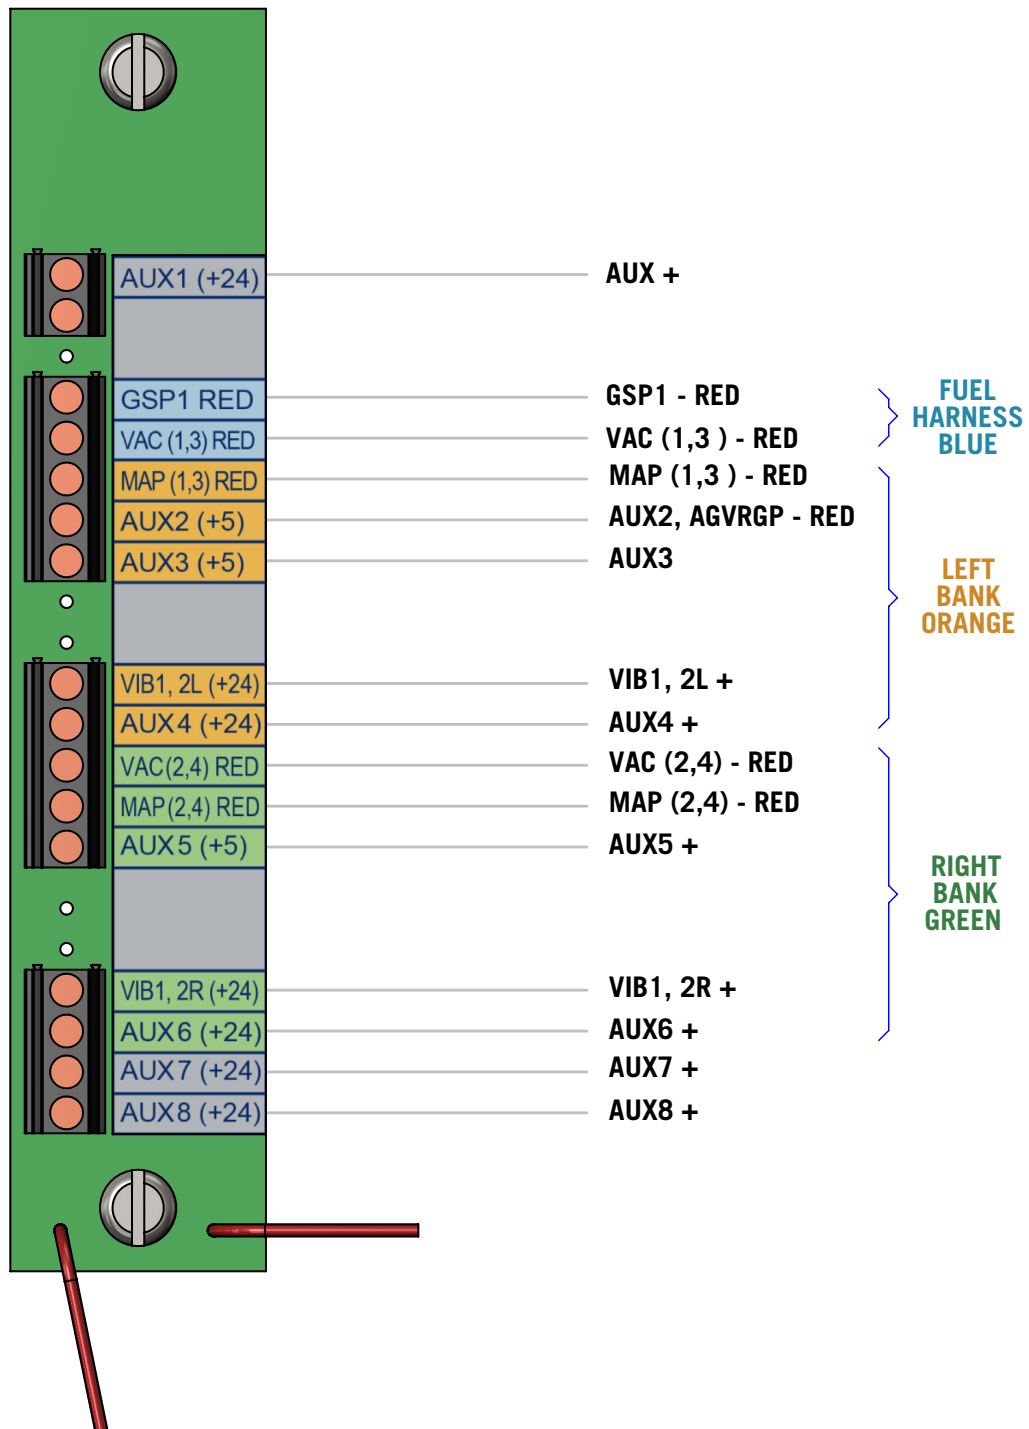 AUX1 (+24)
AUX +
GSP1 RED
GSP1 - RED
VAC (1,3) RED
VAC (1,3 ) - RED
FUEL
HARNESS
BLUE
MAP (1,3) RED
MAP (1,3 ) - RED
AUX2 (+5)
AUX2, AGVRGP - RED
AUX3 (+5)
AUX3
LEFT
BANK
ORANGE
VIB1, 2L (+24)
VIB1, 2L +
AUX4 (+24)
AUX4 +
VAC(2,4) RED
VAC (2,4) - RED
MAP(2,4) RED
MAP (2,4) - RED
AUX5 (+5)
AUX5 +
RIGHT
BANK
GREEN
VIB1, 2R (+24)
VIB1, 2R +
AUX6 (+24)
AUX6 +
AUX7 (+24)
AUX7 +
AUX8 (+24)
AUX8 +